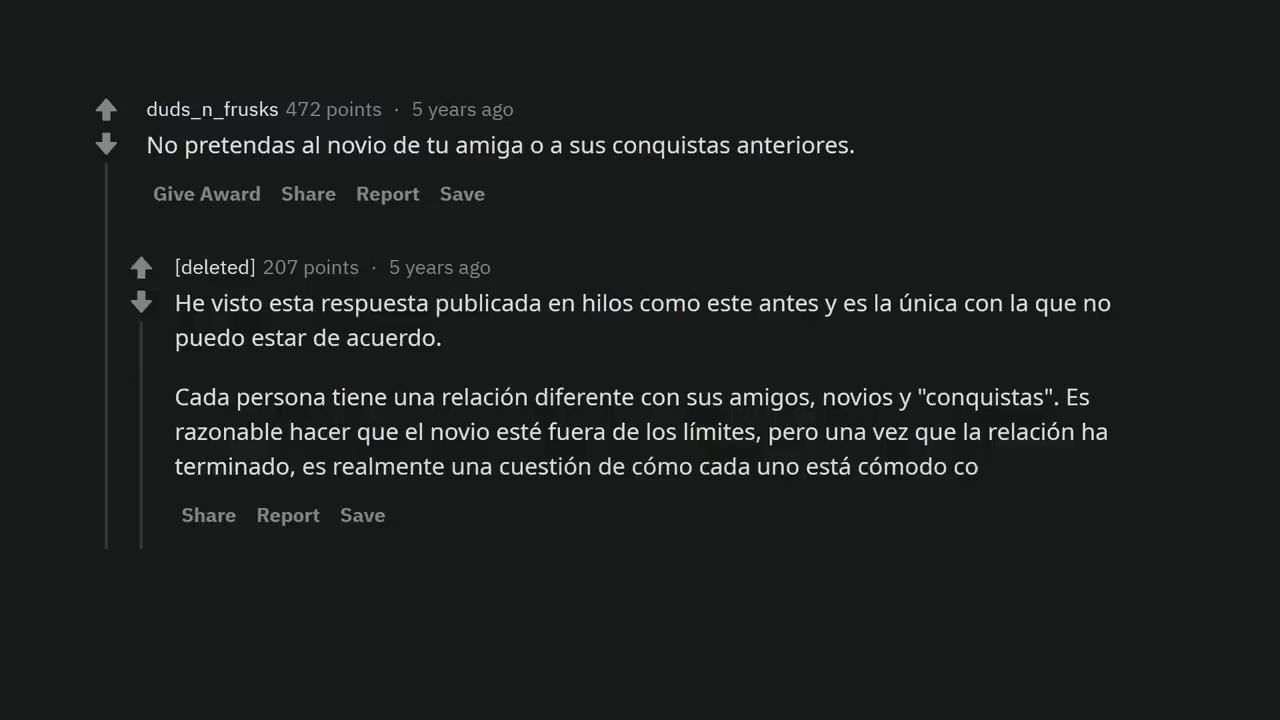 duds_n_frusks 472 points · 5 years ago
No pretendas al novio de tu amiga o a sus conquistas anteriores.
Give Award Share Report Save
[deleted] 207 points · 5 years ago
He visto esta respuesta publicada en hilos como este antes y es la única con la que no
puedo estar de acuerdo.
Cada persona tiene una relación diferente con sus amigos, novios y "conquistas". Es
razonable hacer que el novio esté fuera de los límites, pero una vez que la relación ha
terminado, es realmente una cuestión de cómo cada uno está cómodo co
Share Report Save